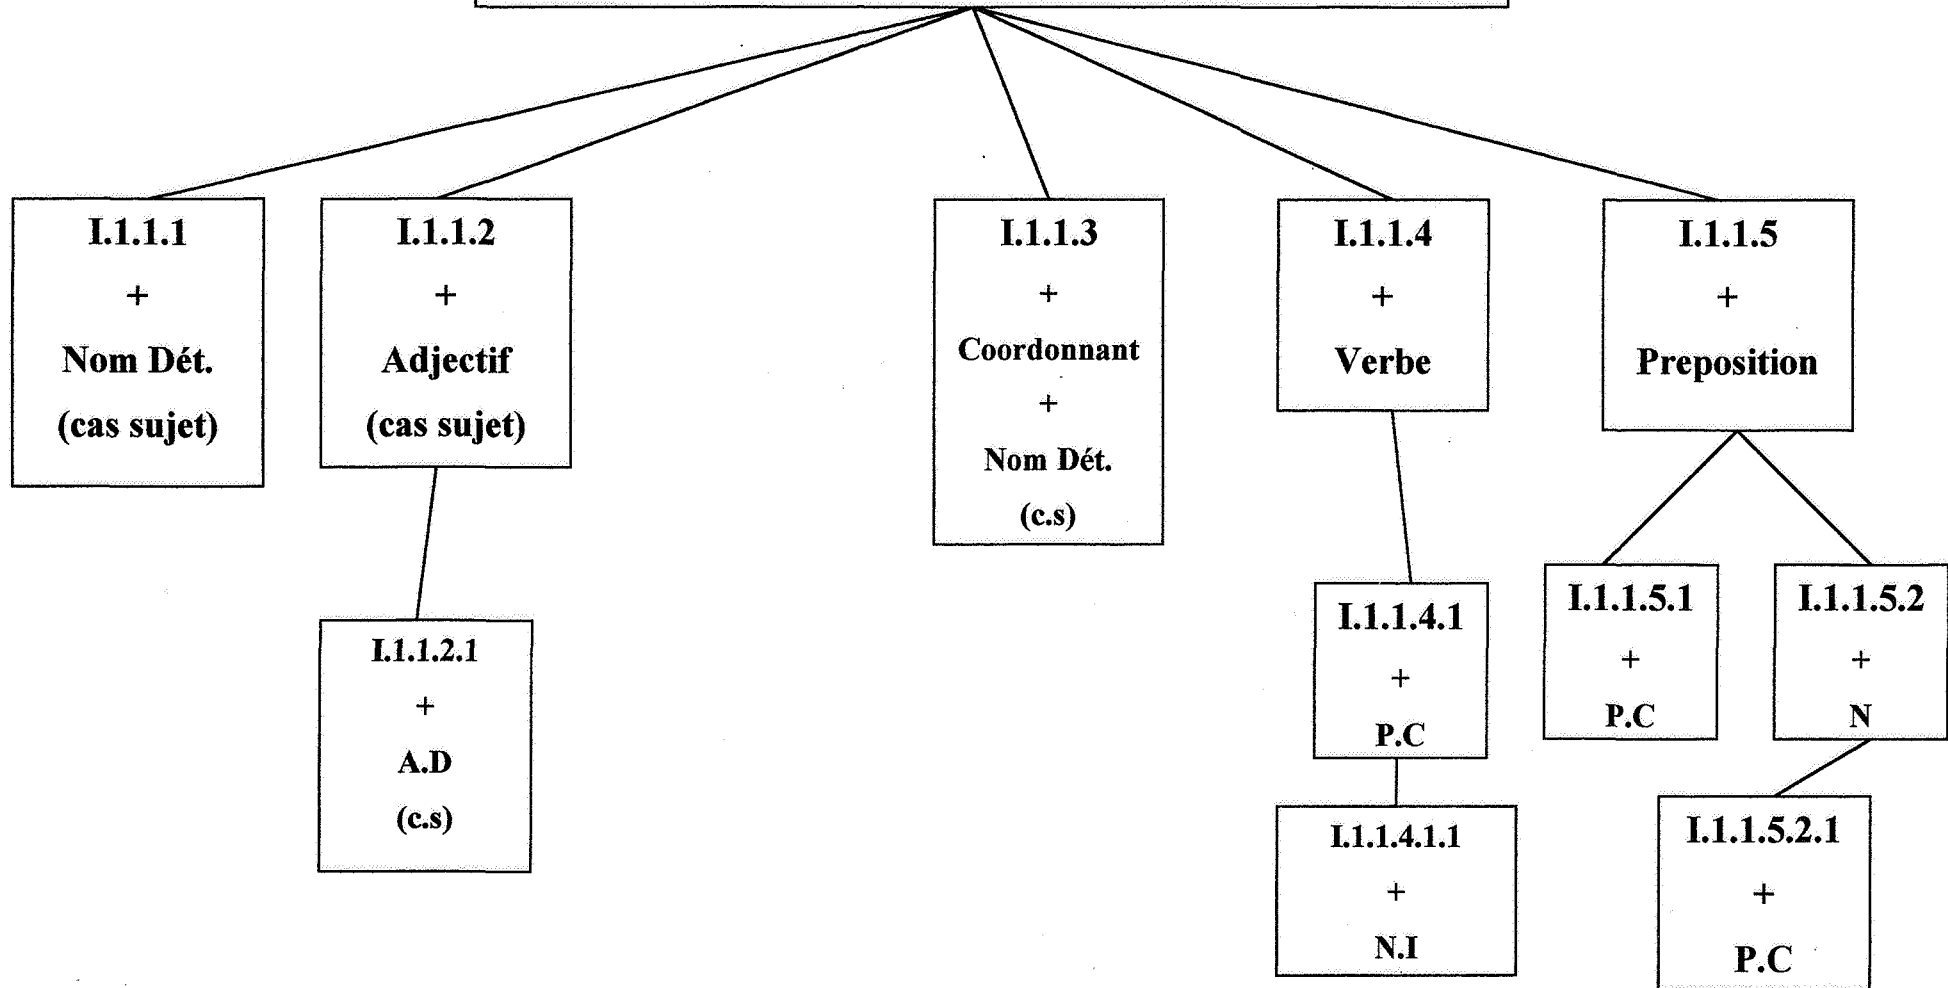 I.1.1.1
+
Nom Dét.
(cas sujet)
I.1.1.2
+
Adjectif
(cas sujet)
I.1.1.3
+
Coordonnant
+
Nom Dét.
(c.s)
I.1.1.4
+
Verbe
I.1.1.5
+
Preposition
I.1.1.2.1
+
A.D
(c.s)
I.1.1.4.1
+
P.C
I.1.1.5.1
+
P.C
I.1.1.5.2
+
N
I.1.1.4.1.1
+
N.I
I.1.1.5.2.1
+
P.C